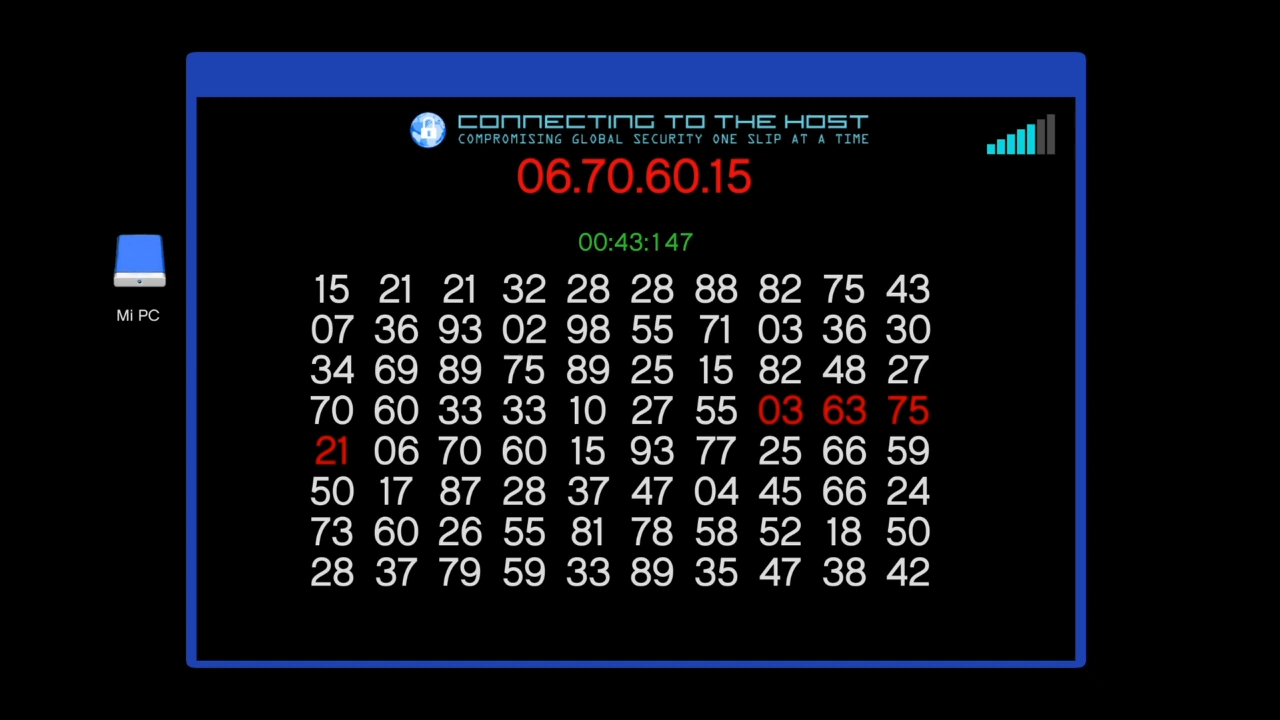 CONNECTING TO THE HOST
COMPROMISING GLOBAL SECURITY ONE SLIP AT A TIME
06.70.60.15
00:43:147
15 21 21 32 28 28 88 82 75 43
07 36 93 02 98 55 71 03 36 30
34 69 89 75 89 25 15 82 48 27
70 60 33 33 10 27 55 03 63 75
21 06 70 60 15 93 77 25 66 59
50 17 87 28 37 47 04 45 66 24
73 60 26 55 81 78 58 52 18 50
28 37 79 59 33 89 35 47 38 42
Mi PC